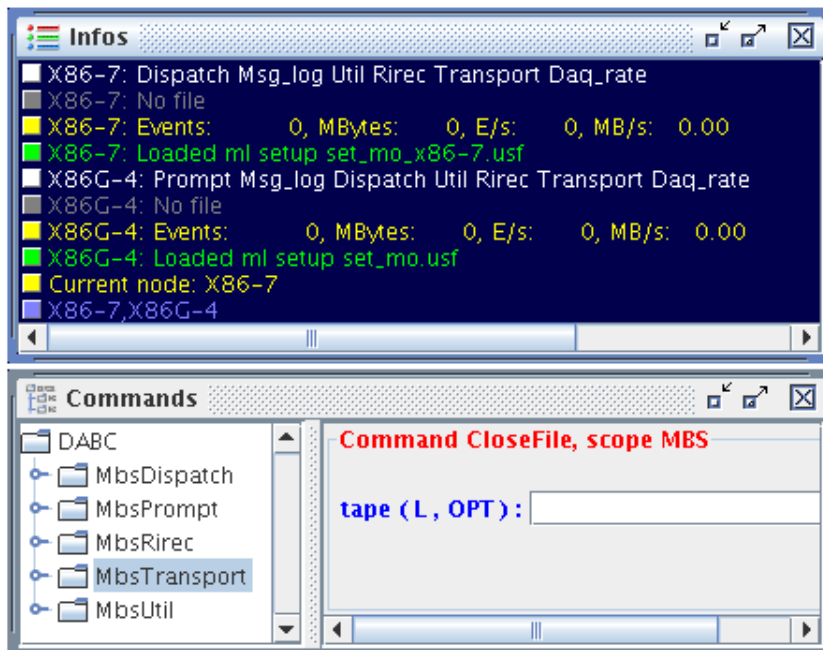 Infos
X86-7: Dispatch Msg_log Util Rirec Transport Daq_rate
X86-7: No file
X86-7: Events: 0, MBytes: 0, E/s: 0, MB/s: 0.00
X86-7: Loaded ml setup set_mo_x86-7.usf
X86G-4: Prompt Msg_log Dispatch Util Rirec Transport Daq_rate
X86G-4: No file
X86G-4: Events: 0, MBytes: 0, E/s: 0, MB/s: 0.00
X86G-4: Loaded ml setup set_mo.usf
Current node: X86-7
X86-7,X86G-4
Commands
DABC
MbsDispatch
MbsPrompt
MbsRirec
MbsTransport
MbsUtil
Command CloseFile, scope MBS
tape ( L , OPT ) :